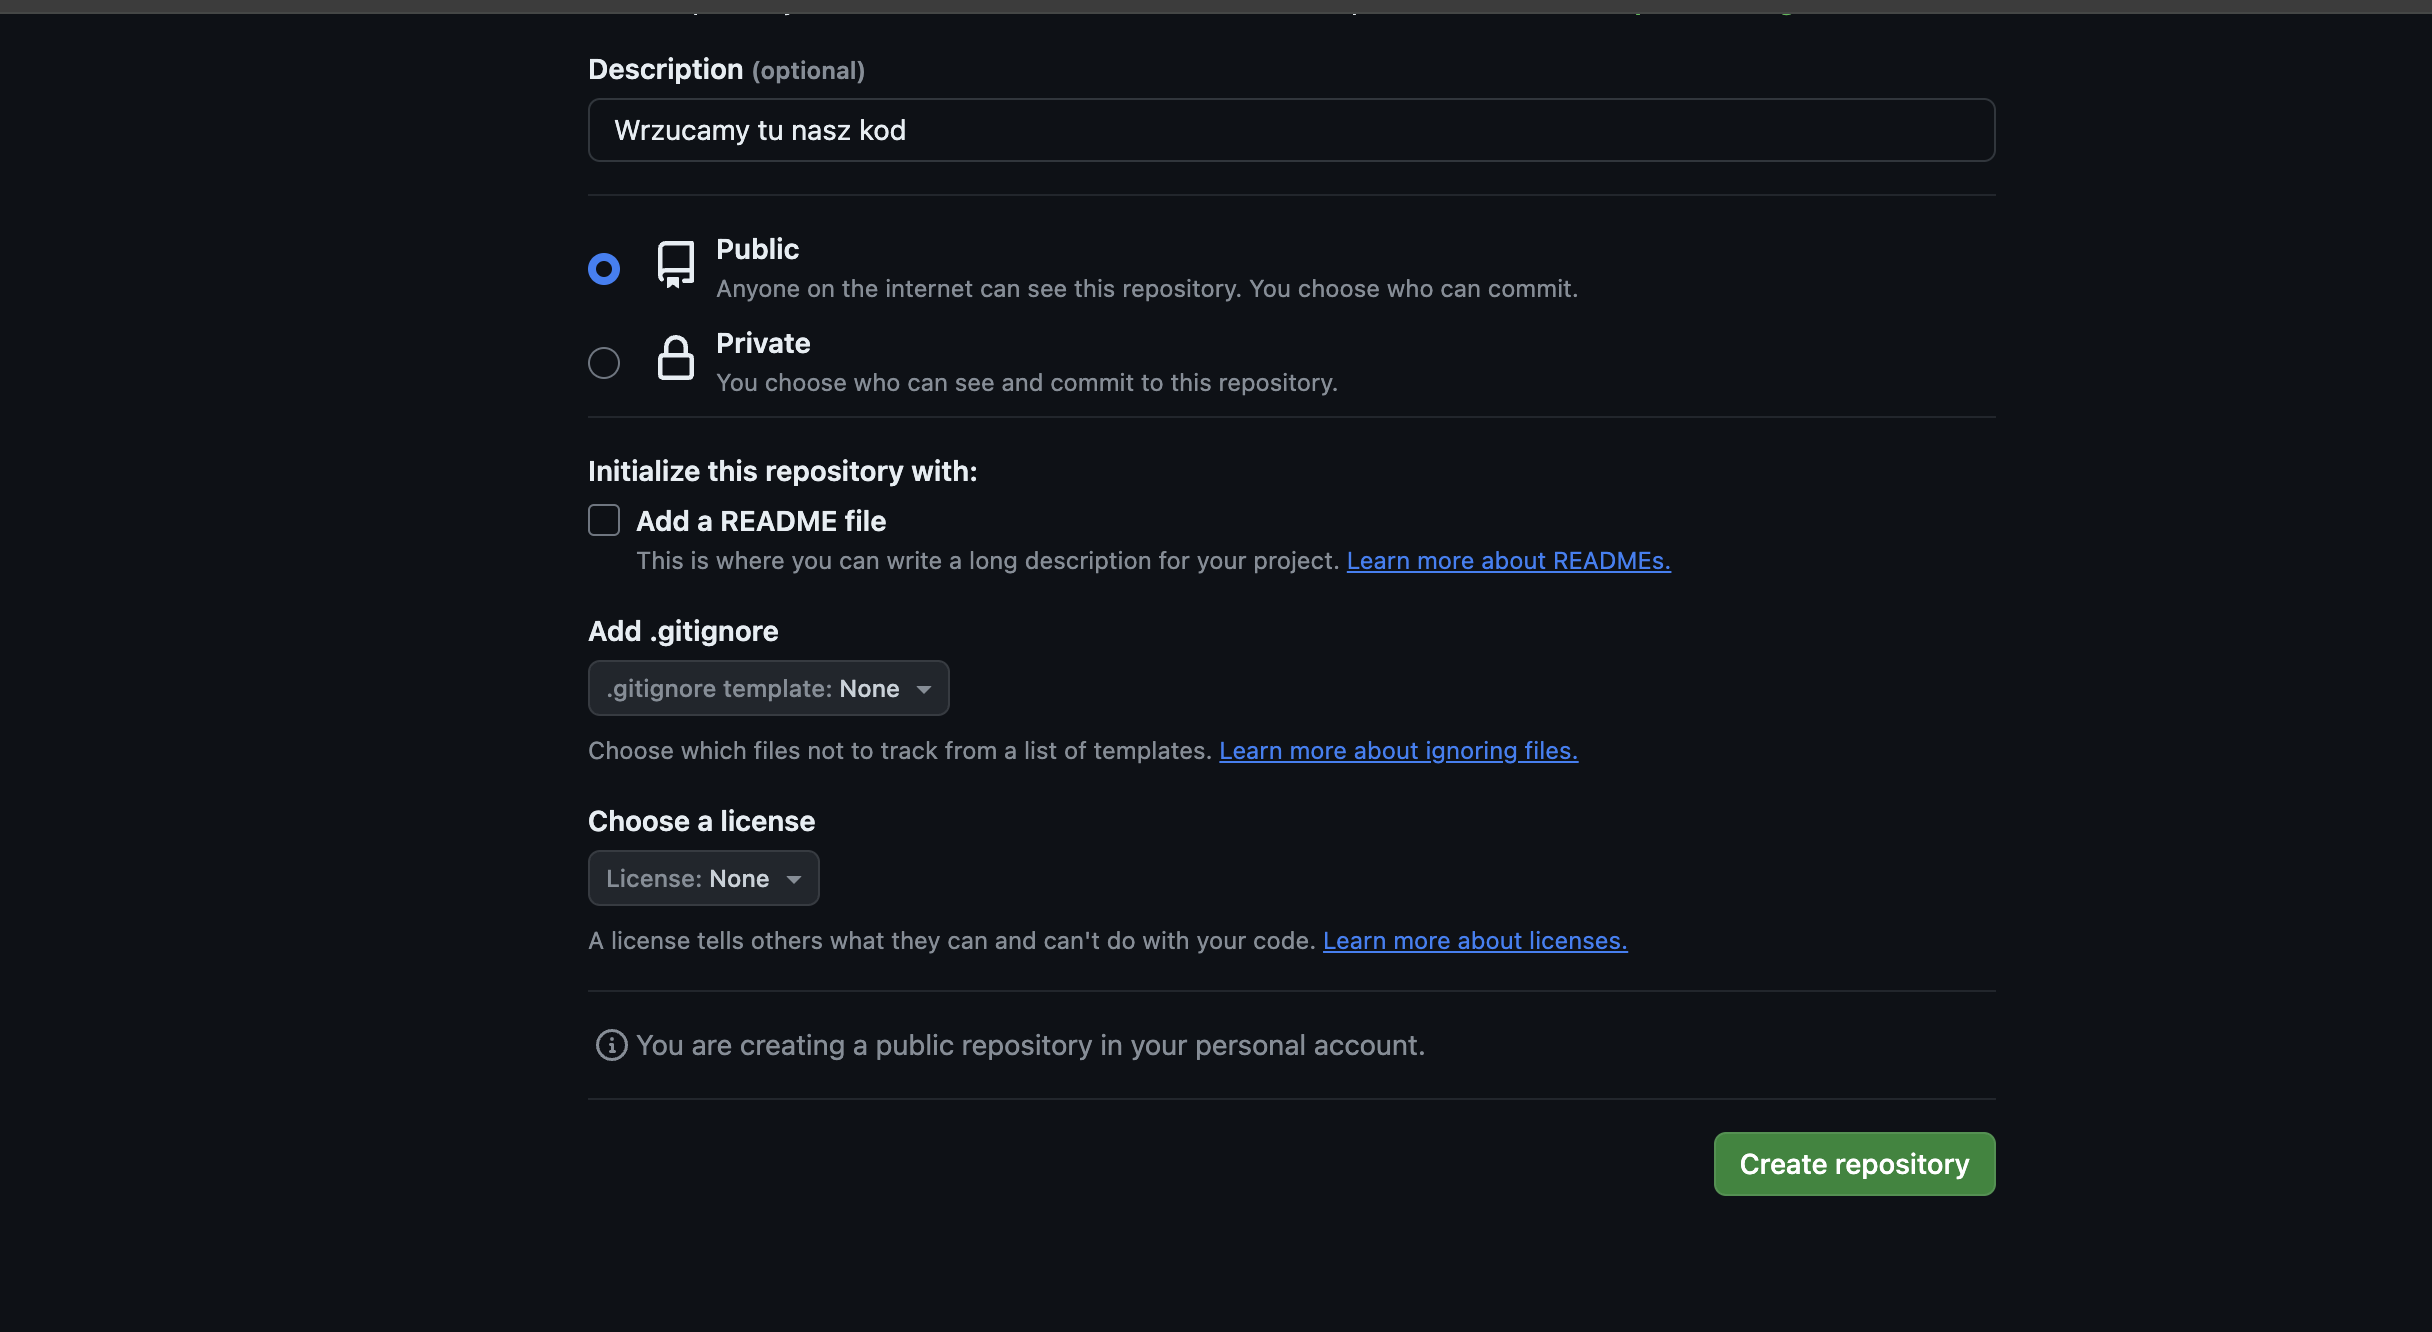 Description (optional)
Wrzucamy tu nasz kod
Public
Anyone on the internet can see this repository. You choose who can commit.
Private
You choose who can see and commit to this repository.
Initialize this repository with:
Add a README file
This is where you can write a long description for your project. Learn more about READMEs.
Add .gitignore
.gitignore template: None
Choose which files not to track from a list of templates. Learn more about ignoring files.
Choose a license
License: None
A license tells others what they can and can't do with your code. Learn more about licenses.
You are creating a public repository in your personal account.
Create repository